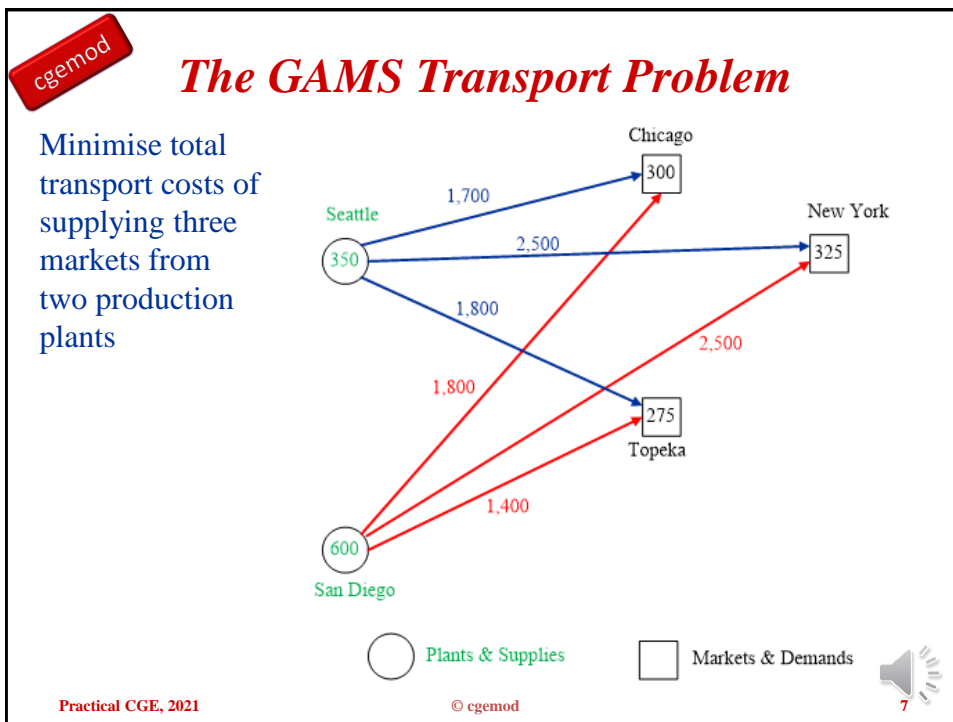 cgemod
The GAMS Transport Problem
Minimise total
transport costs of
supplying three
markets from
two production
plants
Chicago
300
1,700
Seattle
New York
350
2,500
325
1,800
2,500
1,800
275
Topeka
1,400
600
San Diego
Plants & Supplies
Markets & Demands
Practical CGE, 2021
© cgemod
7